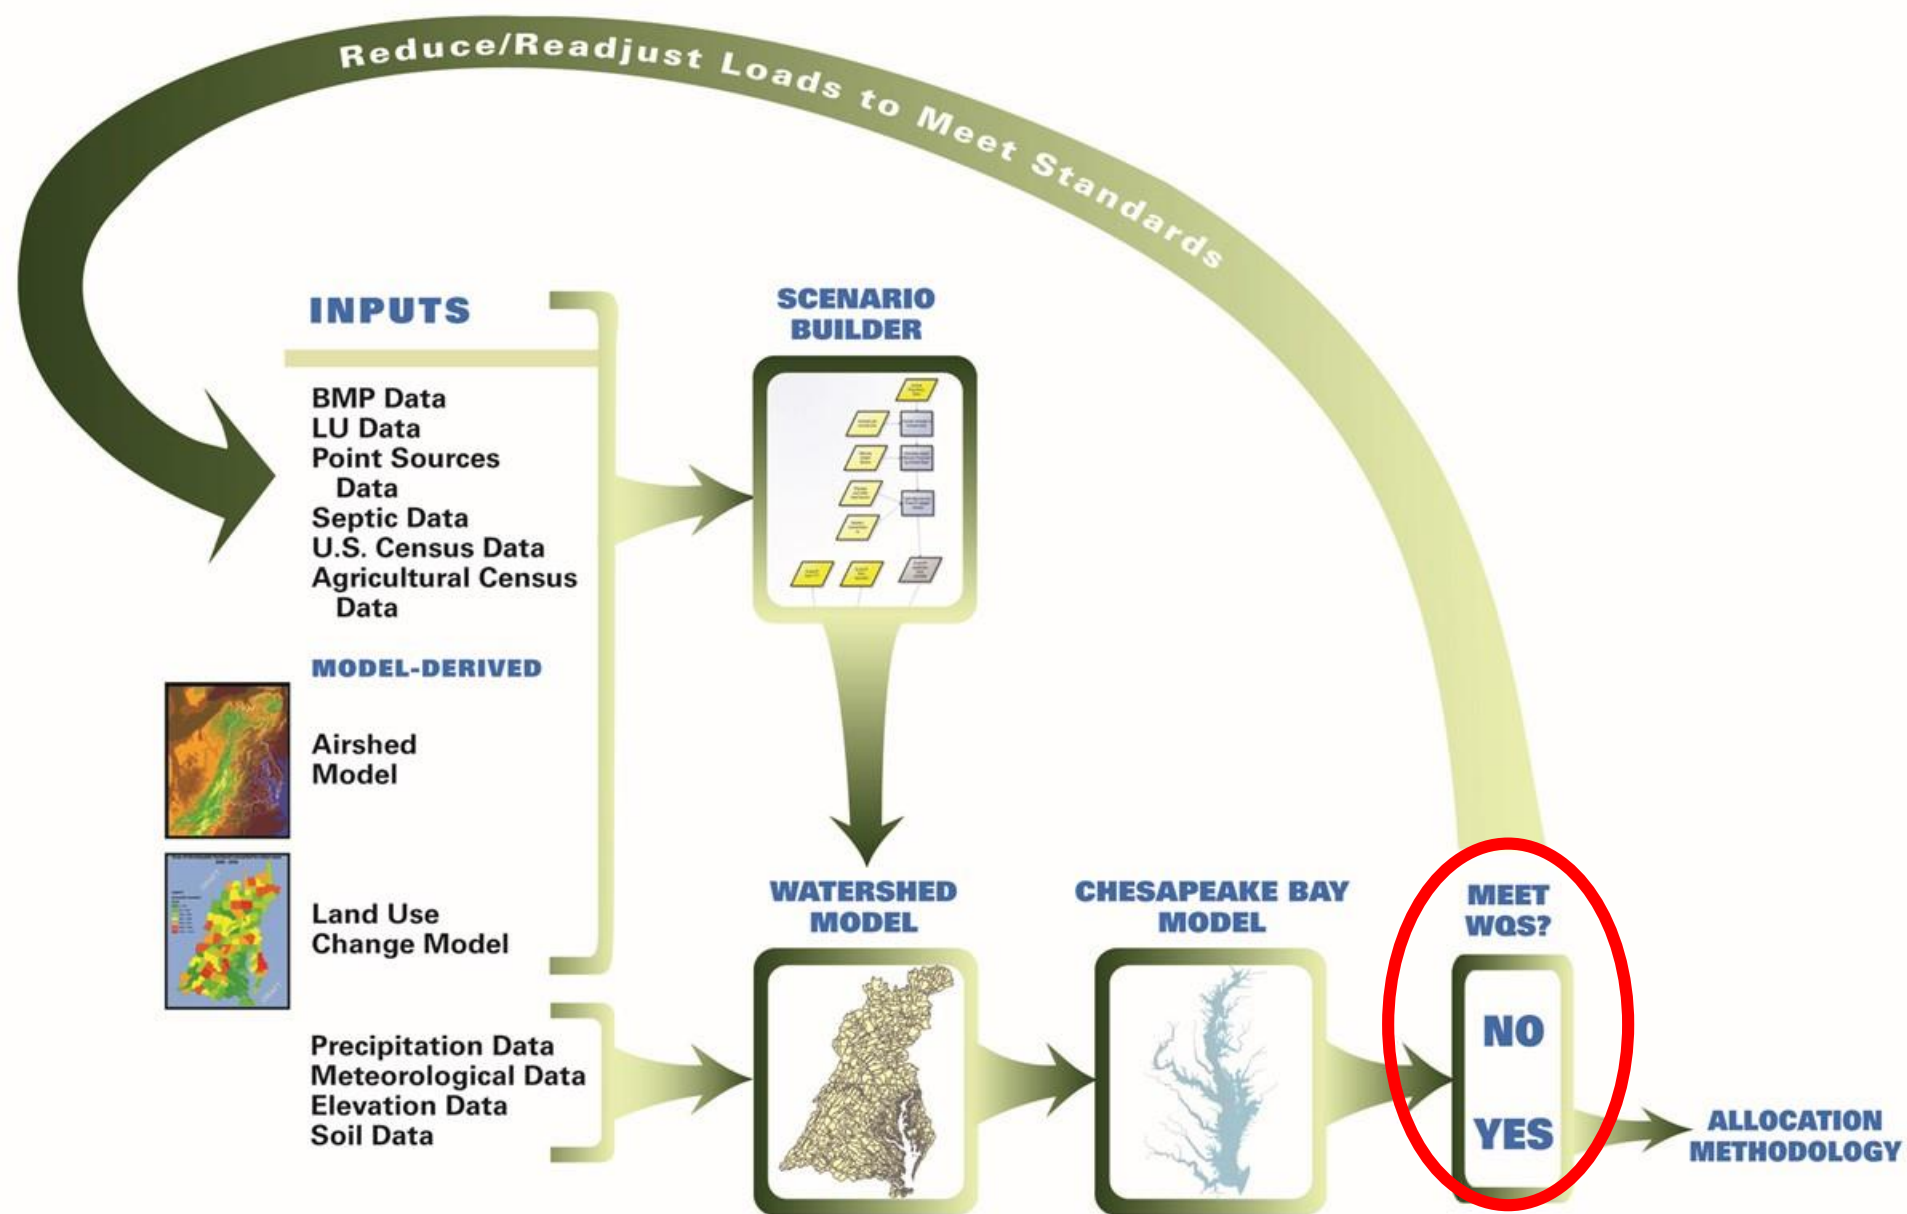 Reduce/Readjust Loads to Meet Standards
INPUTS
BMP Data
LU Data
Point Sources
Data
Septic Data
U.S. Census Data
Agricultural Census
Data
MODEL-DERIVED
Airshed
Model
Land Use
Change Model
Precipitation Data
Meteorological Data
Elevation Data
Soil Data
SCENARIO
BUILDER
WATERSHED
MODEL
CHESAPEAKE BAY
MODEL
MEET
WQS?
NO
YES
ALLOCATION
METHODOLOGY